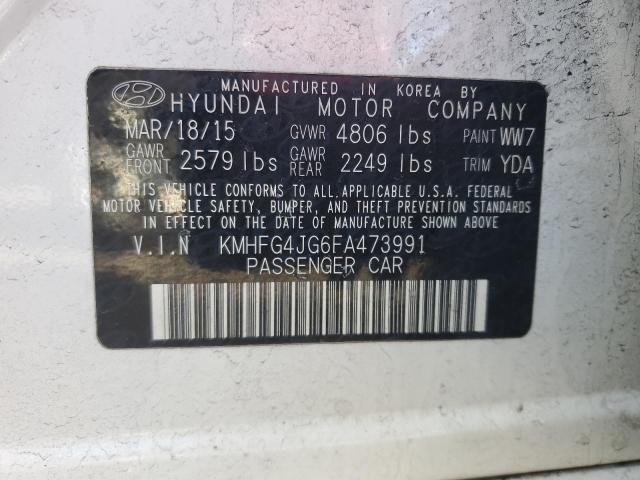 MANUFACTURED IN KOREA BY
HYUNDAI MOTOR COMPANY
MAR/18/15 GVWR 4806 lbs PAINT WW7
GAWR FRONT 2579 lbs GAWR REAR 2249 lbs TRIM YDA
THIS VEHICLE CONFORMS TO ALL APPLICABLE U.S.A. FEDERAL
MOTOR VEHICLE SAFETY, BUMPER, AND THEFT PREVENTION STANDARDS
IN EFFECT ON THE DATE OF MANUFACTURE SHOWN ABOVE.
V.I.N KMHFG4JG6FA473991
PASSENGER CAR